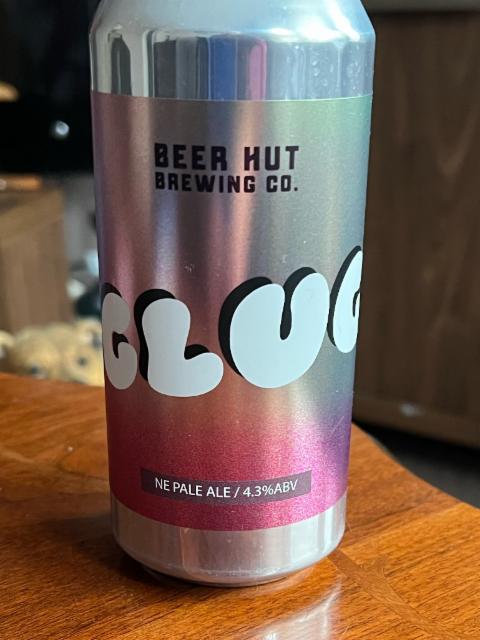 BEER HUT
BREWING CO.
GLUG
NE PALE ALE / 4.3%ABV